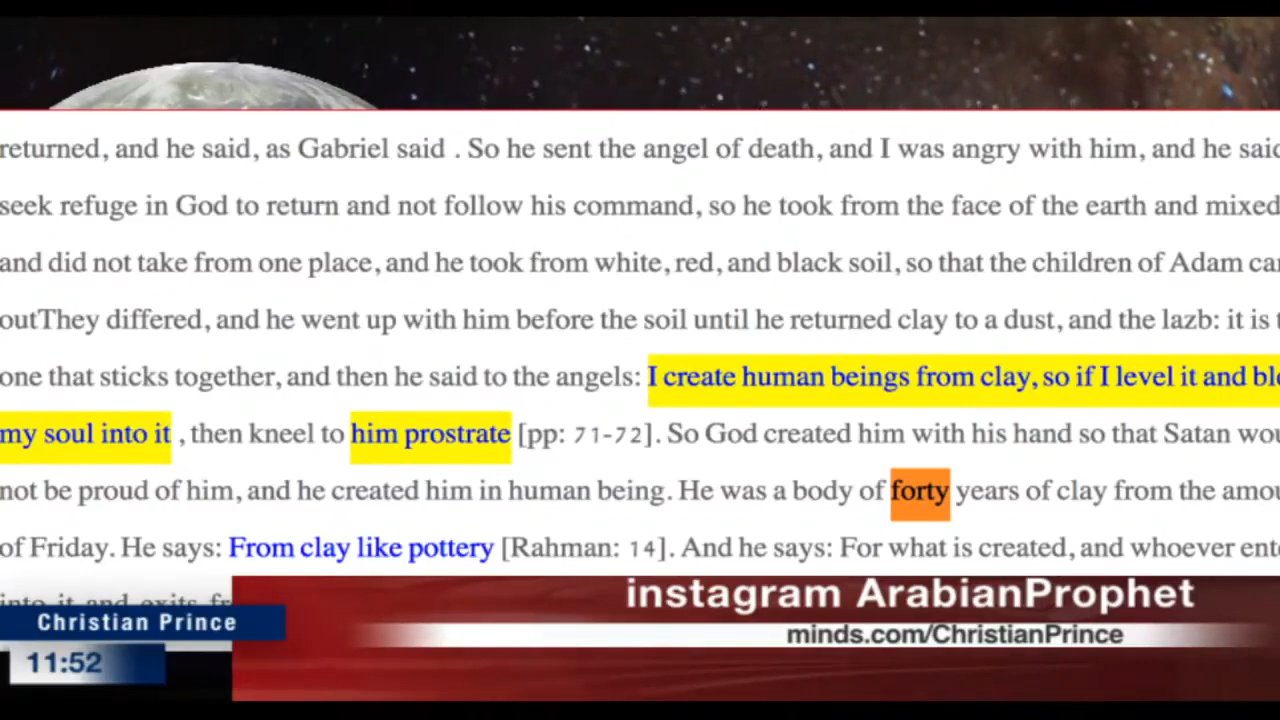 returned, and he said, as Gabriel said . So he sent the angel of death, and I was angry with him, and he said
seek refuge in God to return and not follow his command, so he took from the face of the earth and mixed
and did not take from one place, and he took from white, red, and black soil, so that the children of Adam
outThey differed, and he went up with him before the soil until he returned clay to a dust, and the lazb: it is
one that sticks together, and then he said to the angels: I create human beings from clay, so if I level it and
my soul into it , then kneel to him prostrate [pp: 71-72]. So God created him with his hand so that Satan
not be proud of him, and he created him in human being. He was a body of forty years of clay from the
of Friday. He says: From clay like pottery [Rahman: 14]. And he says: For what is created, and whoever
into it and exits
instagram ArabianProphet
Christian Prince
minds.com/ChristianPrince
11:52